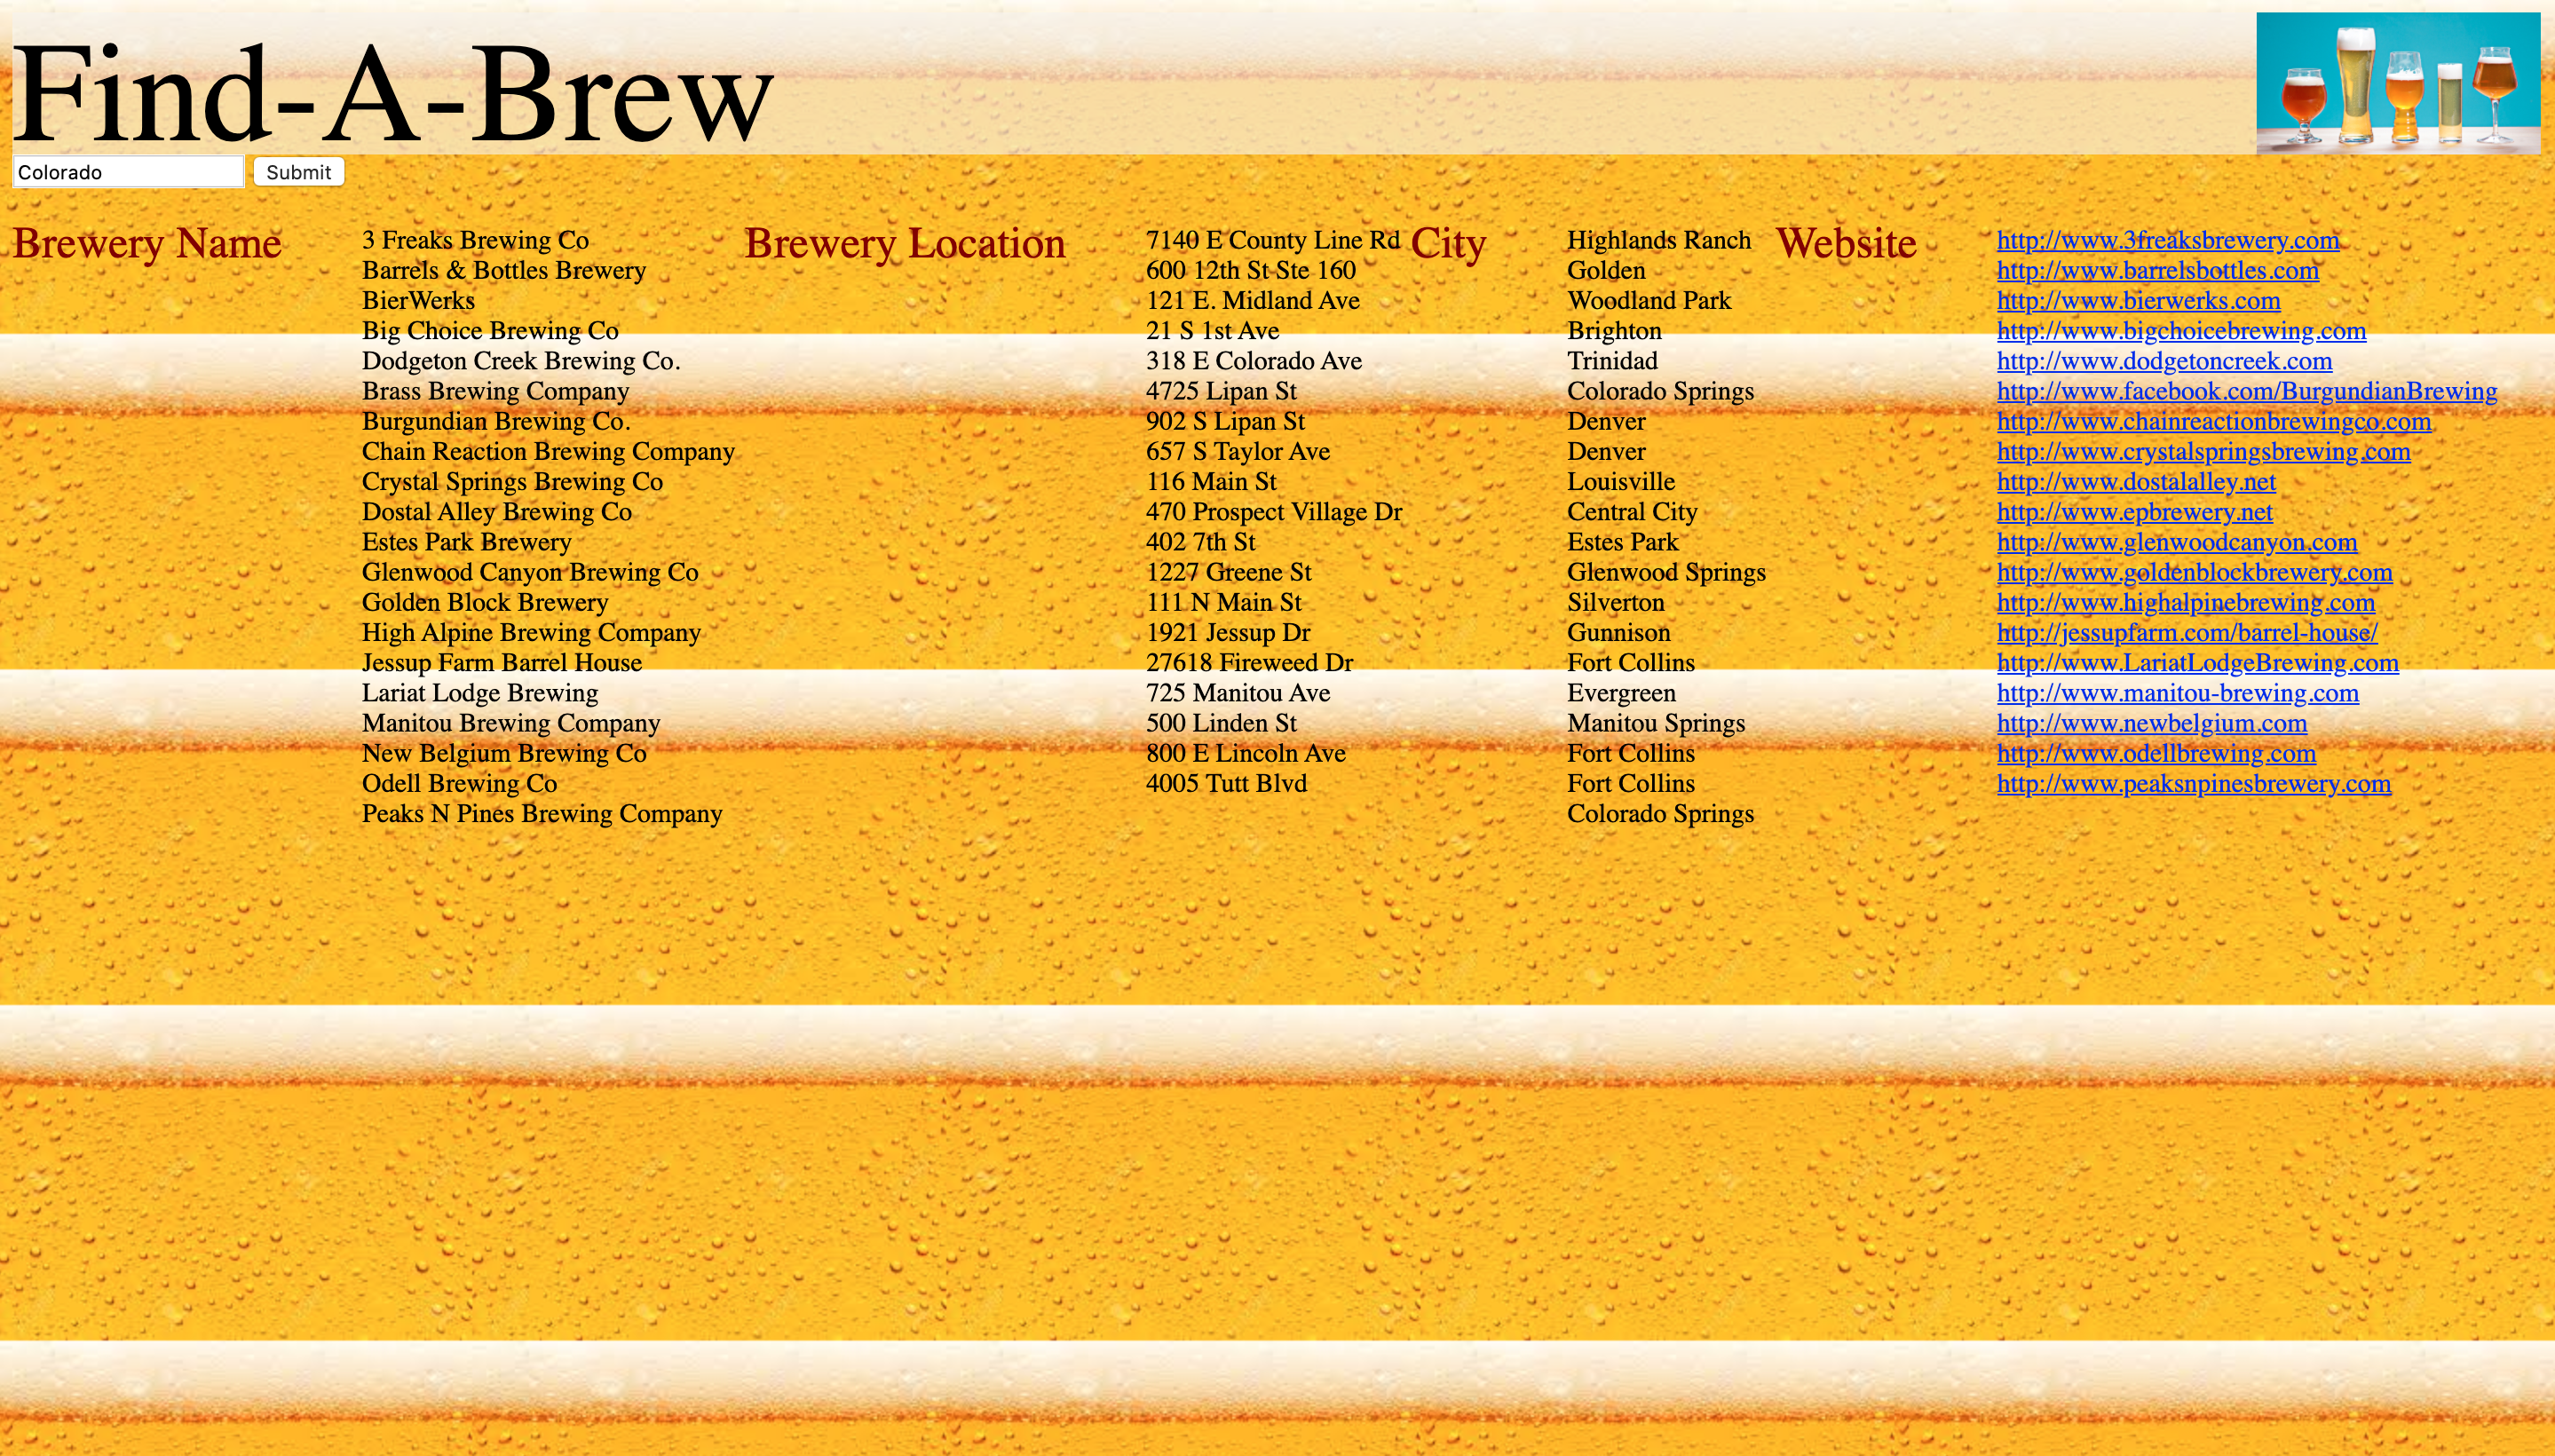 Find-A-Brew
Colorado Submit
Brewery Name
3 Freaks Brewing Co
Barrels & Bottles Brewery
BierWerks
Big Choice Brewing Co
Dodgeton Creek Brewing Co.
Brass Brewing Company
Burgundian Brewing Co.
Chain Reaction Brewing Company
Crystal Springs Brewing Co
Dostal Alley Brewing Co
Estes Park Brewery
Glenwood Canyon Brewing Co
Golden Block Brewery
High Alpine Brewing Company
Jessup Farm Barrel House
Lariat Lodge Brewing
Manitou Brewing Company
New Belgium Brewing Co
Odell Brewing Co
Peaks N Pines Brewing Company
Brewery Location
7140 E County Line Rd
600 12th St Ste 160
121 E. Midland Ave
21 S 1st Ave
318 E Colorado Ave
4725 Lipan St
902 S Lipan St
657 S Taylor Ave
116 Main St
470 Prospect Village Dr
402 7th St
1227 Greene St
111 N Main St
1921 Jessup Dr
27618 Fireweed Dr
725 Manitou Ave
500 Linden St
800 E Lincoln Ave
4005 Tutt Blvd
City
Highlands Ranch
Golden
Woodland Park
Brighton
Trinidad
Colorado Springs
Denver
Denver
Louisville
Central City
Estes Park
Glenwood Springs
Silverton
Gunnison
Fort Collins
Evergreen
Manitou Springs
Fort Collins
Fort Collins
Colorado Springs
Website
http://www.3freaksbrewery.com
http://www.barrelsbottles.com
http://www.bierwerks.com
http://www.bigchoicebrewing.com
http://www.dodgetoncreek.com
http://www.facebook.com/BurgundianBrewing
http://www.chainreactionbrewingco.com
http://www.crystalspringsbrewing.com
http://www.dostalalley.net
http://www.epbrewery.net
http://www.glenwoodcanyon.com
http://www.goldenblockbrewery.com
http://www.highalpinebrewing.com
http://jessupfarm.com/barrel-house/
http://www.LariatLodgeBrewing.com
http://www.manitou-brewing.com
http://www.newbelgium.com
http://www.odellbrewing.com
http://www.peaksnpinesbrewery.com